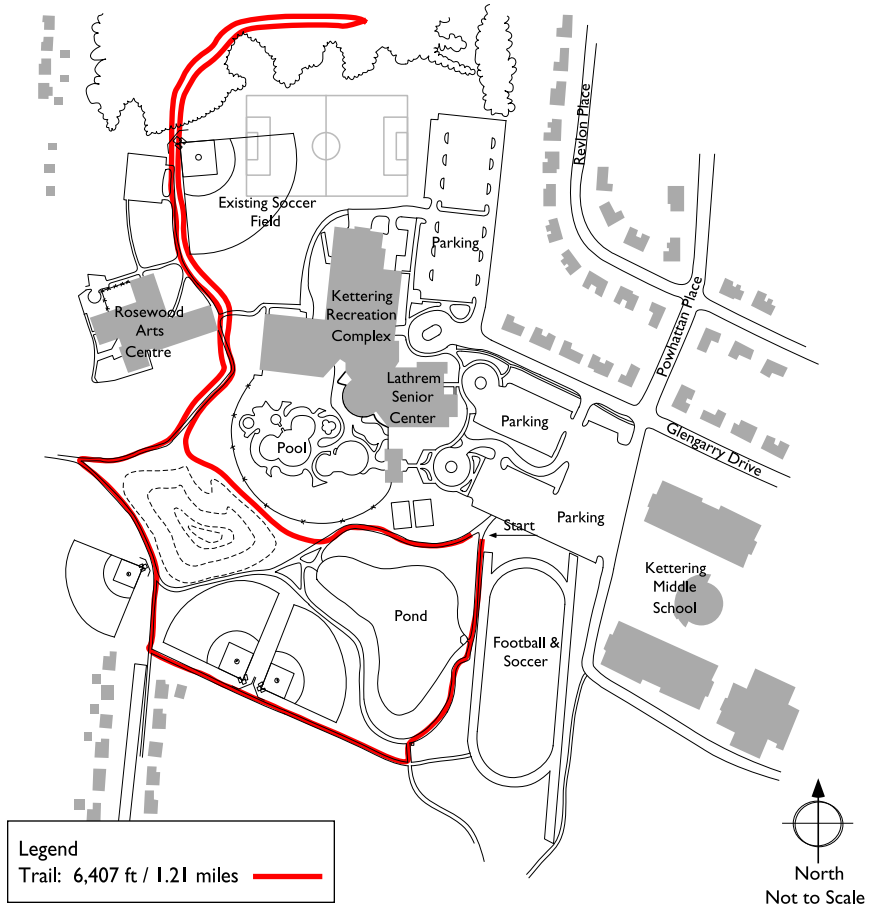 Revlon Place
Existing Soccer
Field
Parking
Kettering
Recreation
Complex
Rosewood
Arts
Centre
Powhattan Place
Lathrem
Senior
Center
Parking
Pool
Glengarry Drive
Start
Parking
Kettering
Middle
School
Pond
Football &
Soccer
Legend
Trail: 6,407 ft / 1.21 miles
North
Not to Scale